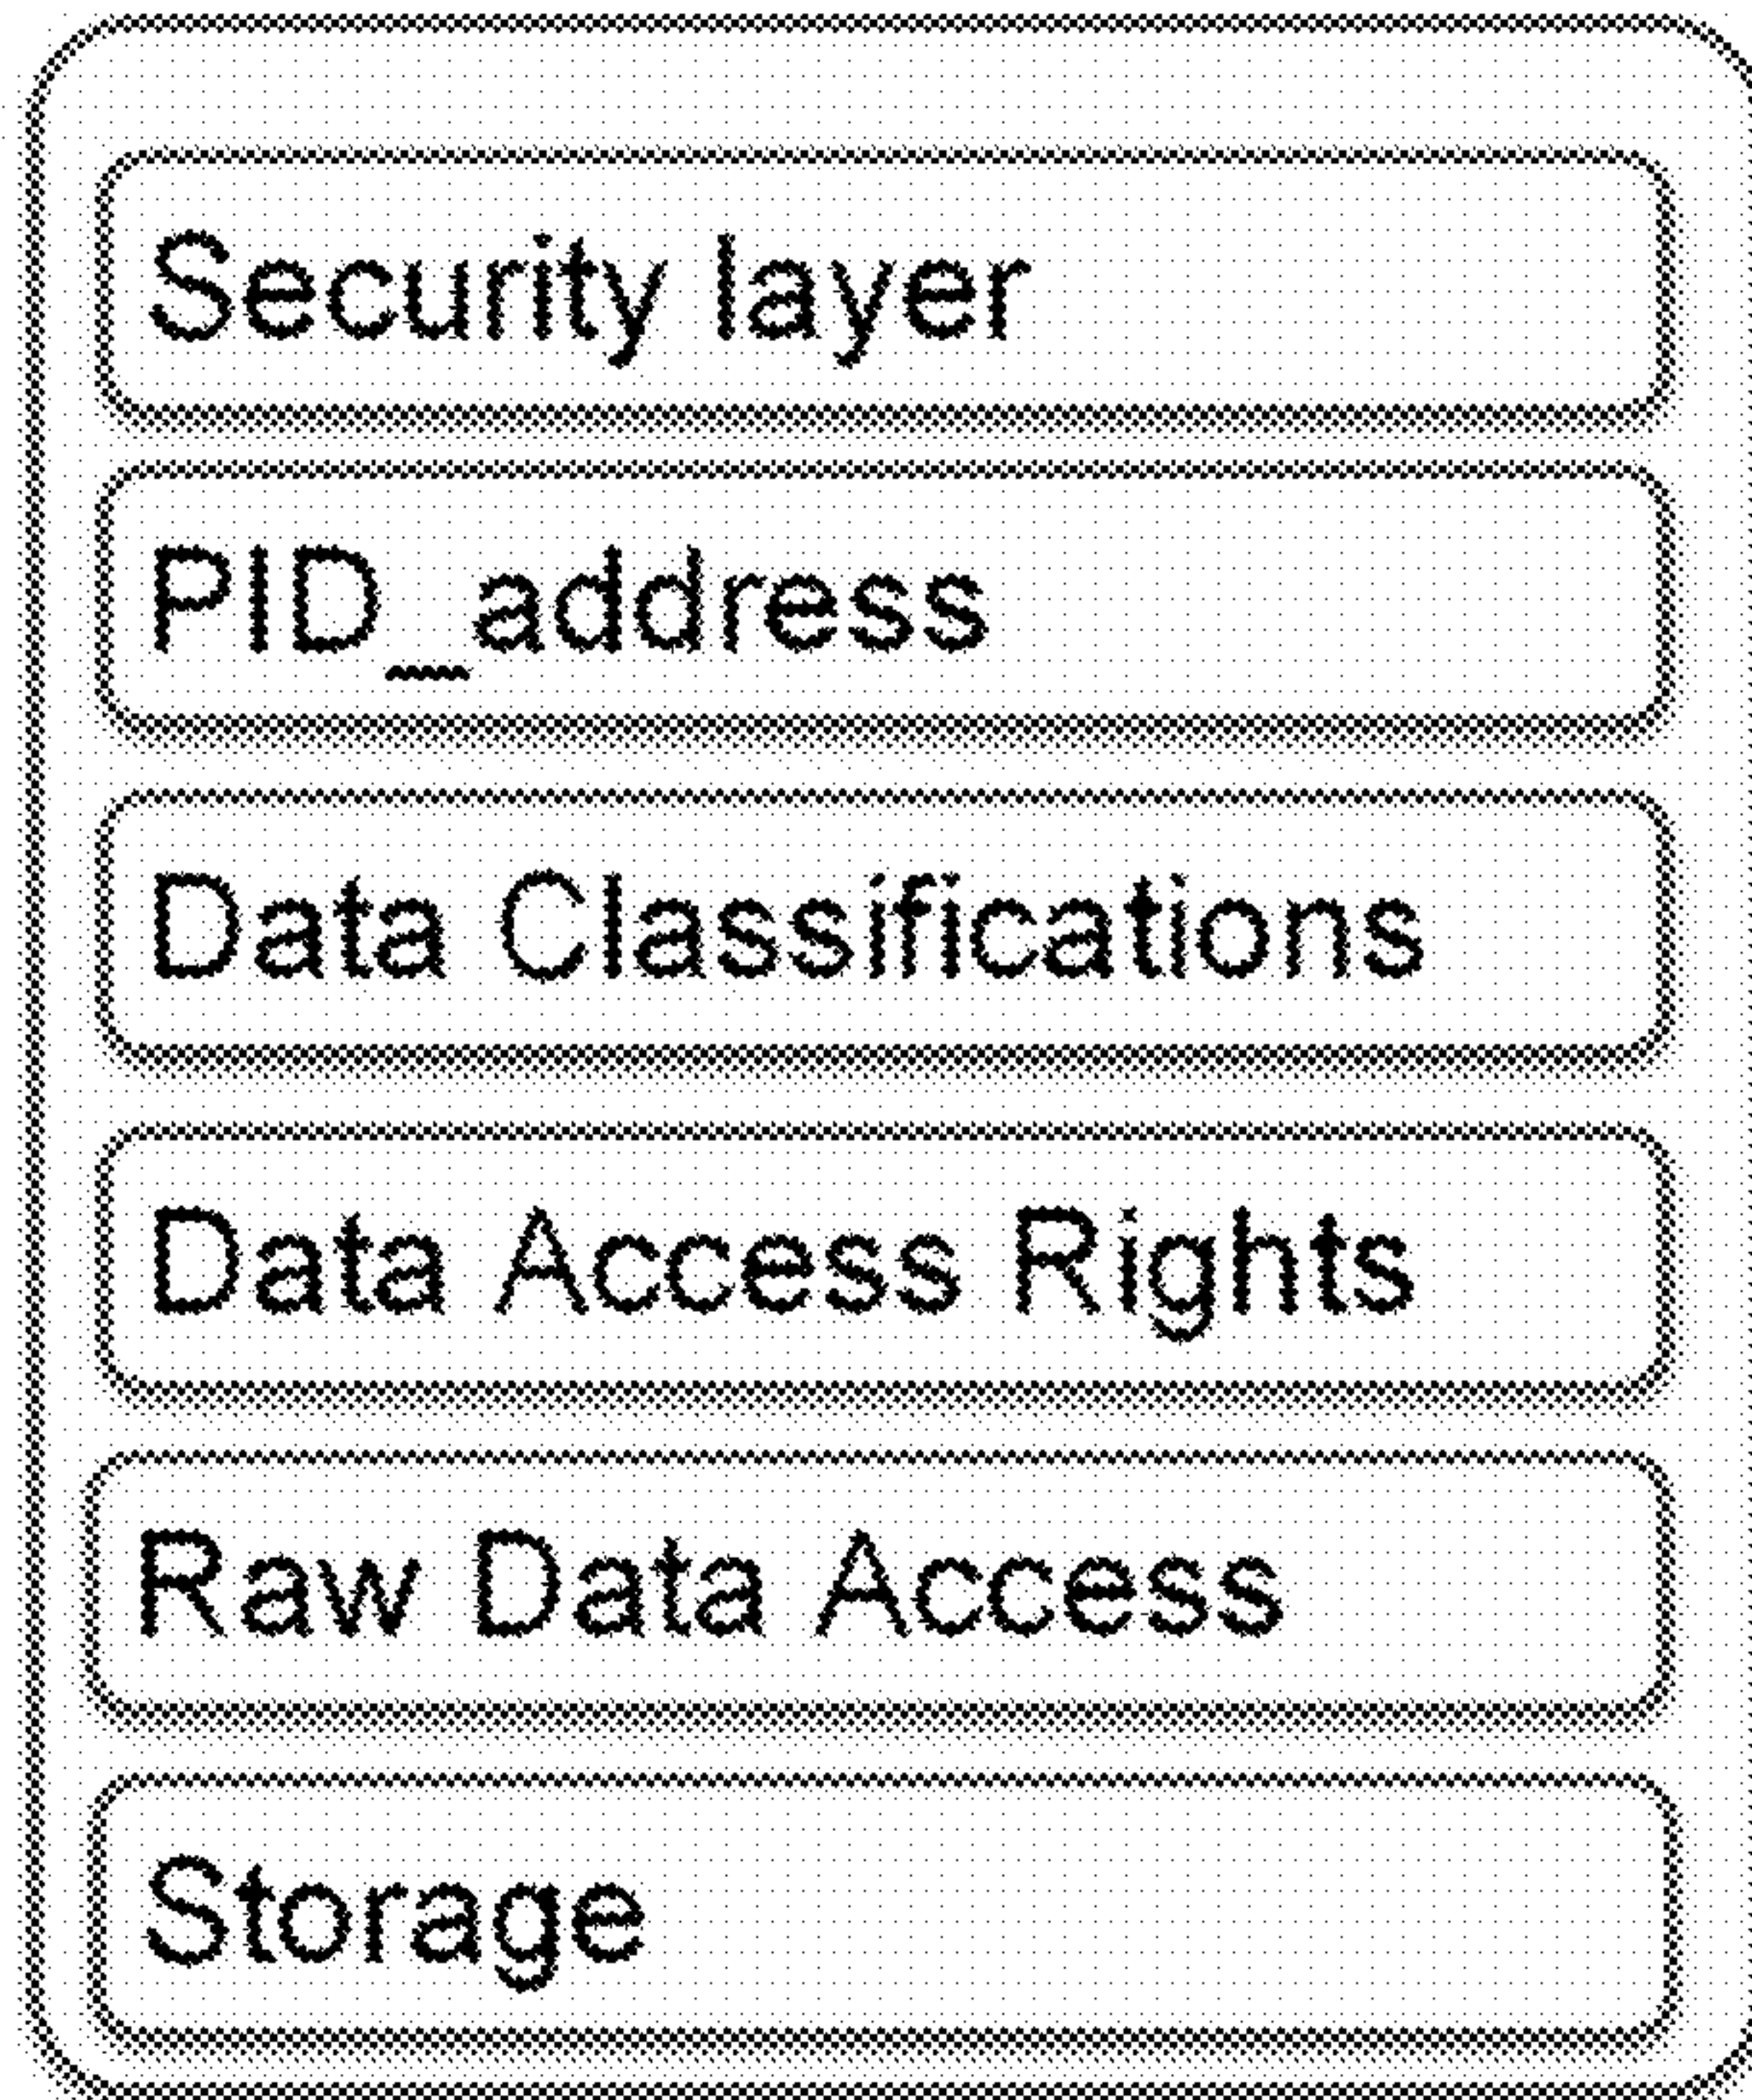 Security layer
PID_address
Data Classifications
Data Access Rights
Raw Data Access
Storage